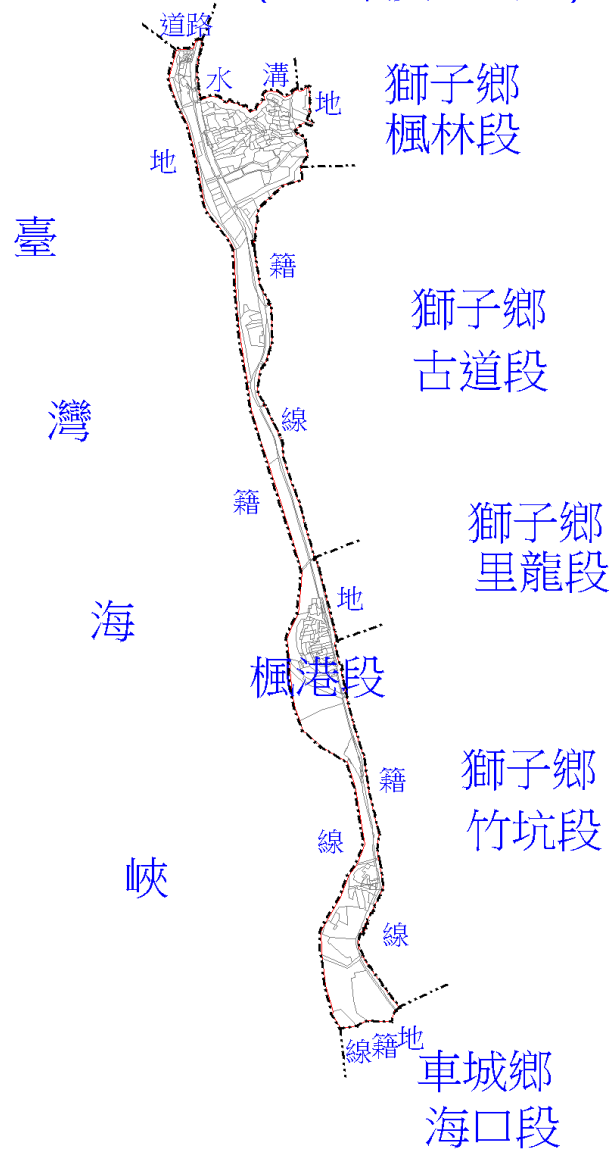 道路
水溝
地籍線
獅子鄉
楓林段
地籍線
臺灣海峽
獅子鄉
古道段
獅子鄉
里龍段
地籍線
楓港段
獅子鄉
竹坑段
地籍線
車城鄉
海口段